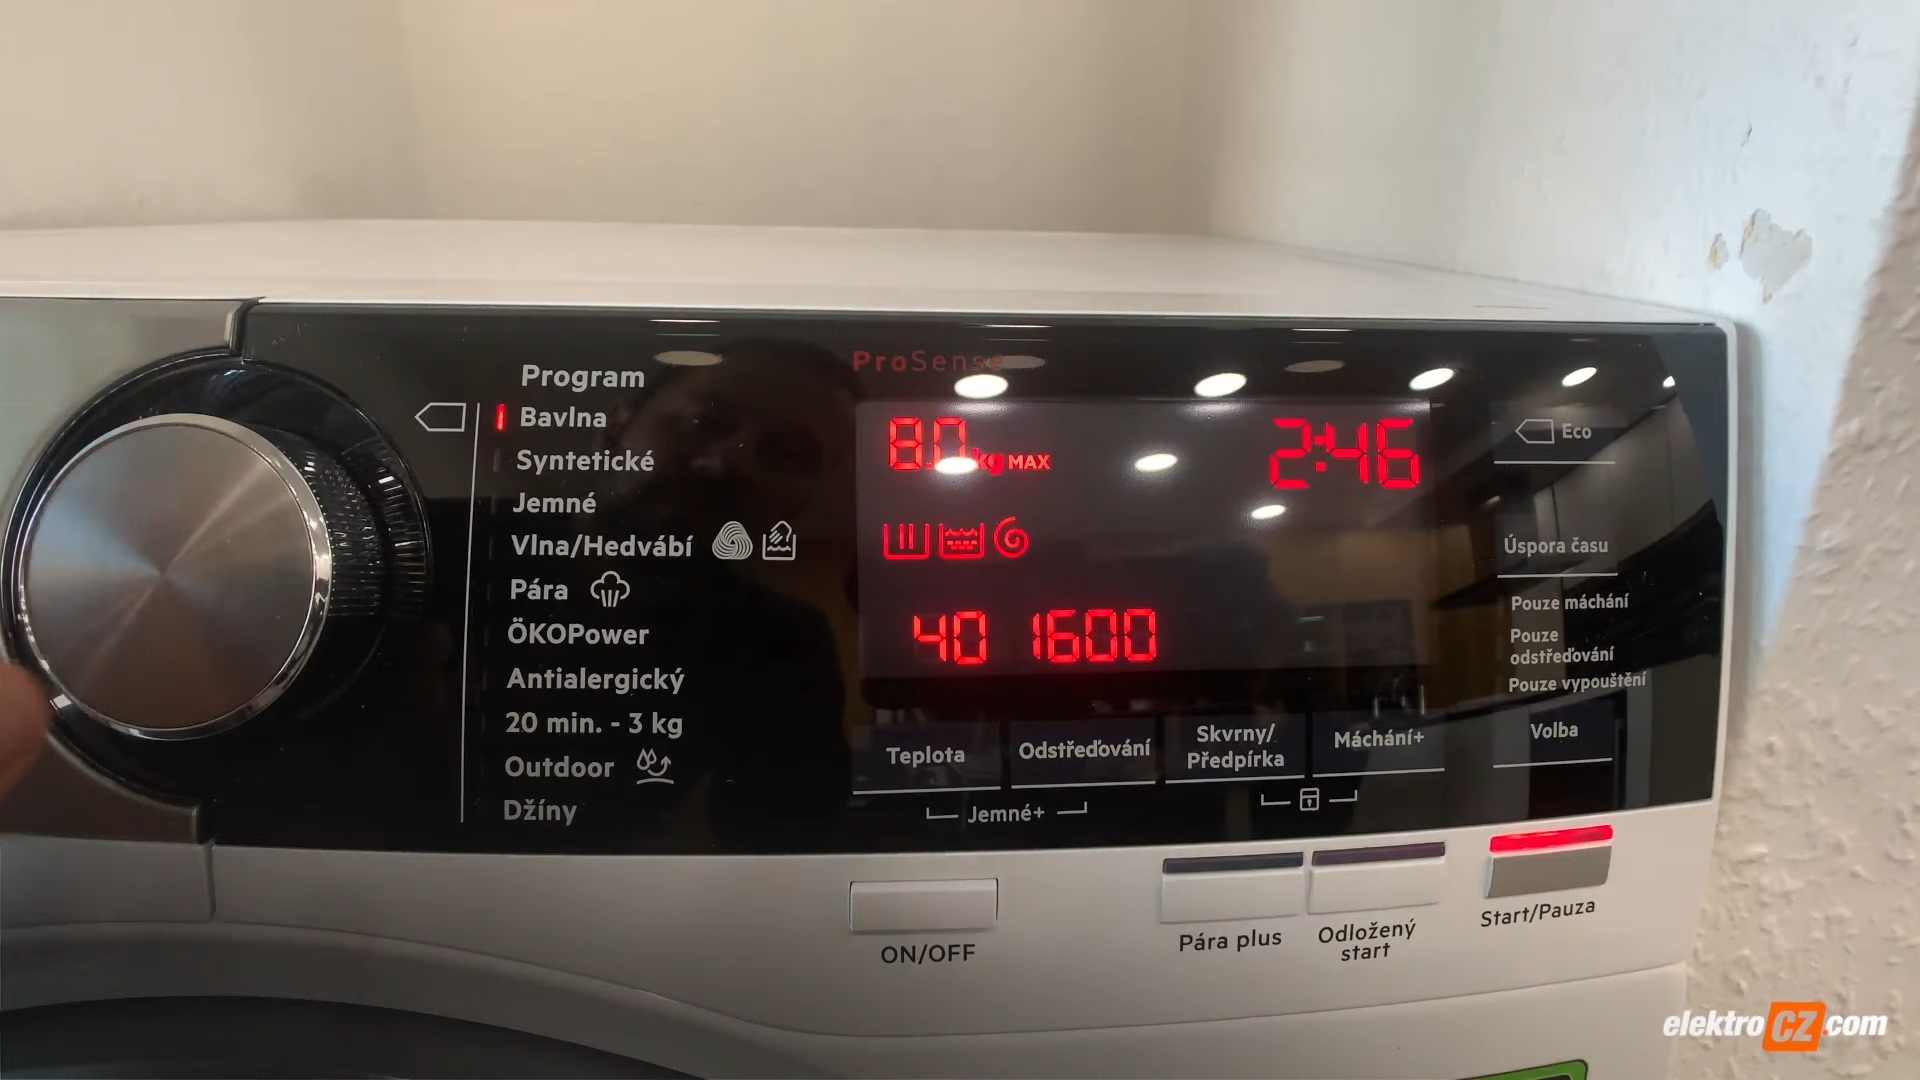 Program
Bavlna
Syntetické
Jemné
Vlna/Hedvábí
Pára
ÖKOPower
Antialergický
20 min. - 3 kg
Outdoor
Džíny
ProSense
8.0 kg MAX
2:46
40 1600
Teplota
Odstřeďování
Skvrny/
Předpírka
Máchání+
Jemné+
Eco
Úspora času
Pouze máchání
Pouze
odstřeďování
Pouze vypouštění
Volba
ON/OFF
Pára plus
Odložený
start
Start/Pauza
elektroCZ.com